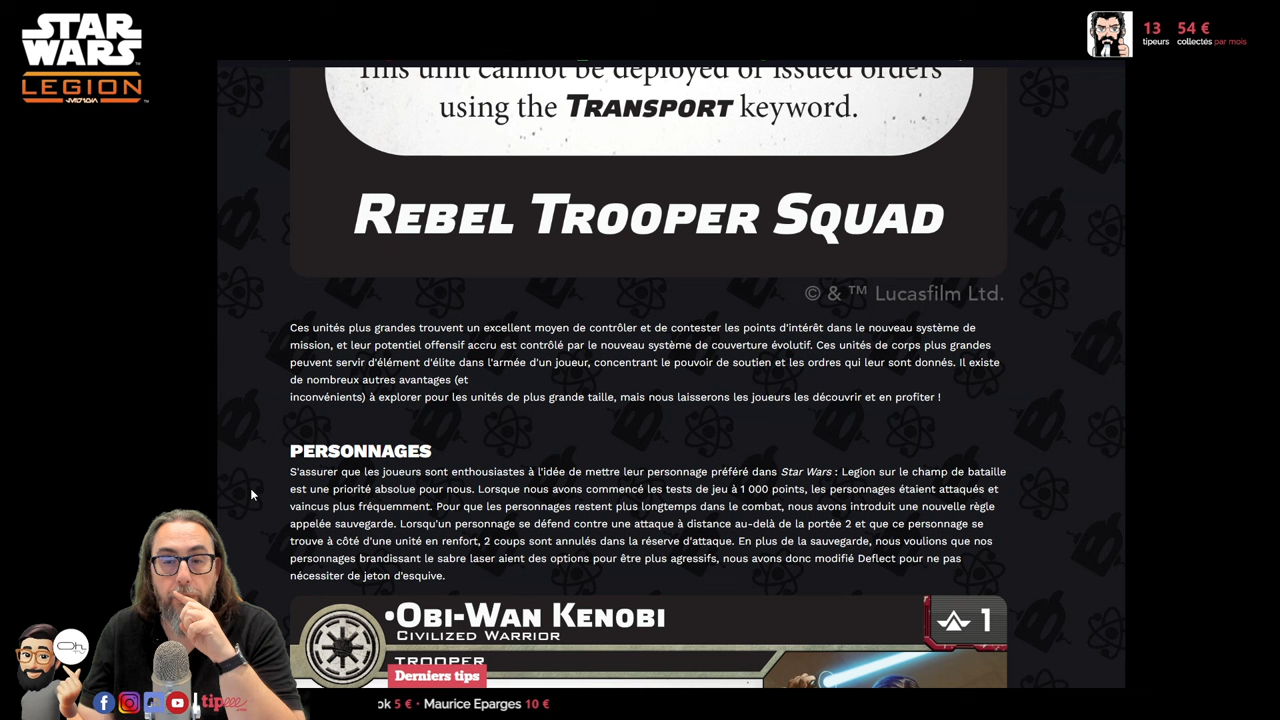 STAR
WARS
LEGION
13 54 €
tipeurs collectés par mois
This unit cannot be deployed or issued orders
using the TRANSPORT keyword.
REBEL TROOPER SQUAD
© & ™ Lucasfilm Ltd.
Ces unités plus grandes trouvent un excellent moyen de contrôler et de contester les points d'intérêt dans le nouveau système de
mission, et leur potentiel offensif accru est contrôlé par le nouveau système de couverture évolutif. Ces unités de corps plus grandes
peuvent servir d'élément d'élite dans l'armée d'un joueur, concentrant le pouvoir de soutien et les ordres qui leur sont donnés. Il existe
de nombreux autres avantages (et
inconvénients) à explorer pour les unités de plus grande taille, mais nous laisserons les joueurs les découvrir et en profiter !
PERSONNAGES
S'assurer que les joueurs sont enthousiastes à l'idée de mettre leur personnage préféré dans Star Wars : Legion sur le champ de bataille
est une priorité absolue pour nous. Lorsque nous avons commencé les tests de jeu à 1 000 points, les personnages étaient attaqués et
vaincus plus fréquemment. Pour que les personnages restent plus longtemps dans le combat, nous avons introduit une nouvelle règle
appelée sauvegarde. Lorsqu'un personnage se défend contre une attaque à distance au-delà de la portée 2 et que ce personnage se
trouve à côté d'une unité en renfort, 2 coups sont annulés dans la réserve d'attaque. En plus de la sauvegarde, nous voulions que nos
personnages brandissant le sabre laser aient des options pour être plus agressifs, nous avons donc modifié Deflect pour ne pas
nécessiter de jeton d'esquive.
•OBI-WAN KENOBI 1
CIVILIZED WARRIOR
TROOPER
Derniers tips
ok 5 € · Maurice Eparges 10 €
tipeee